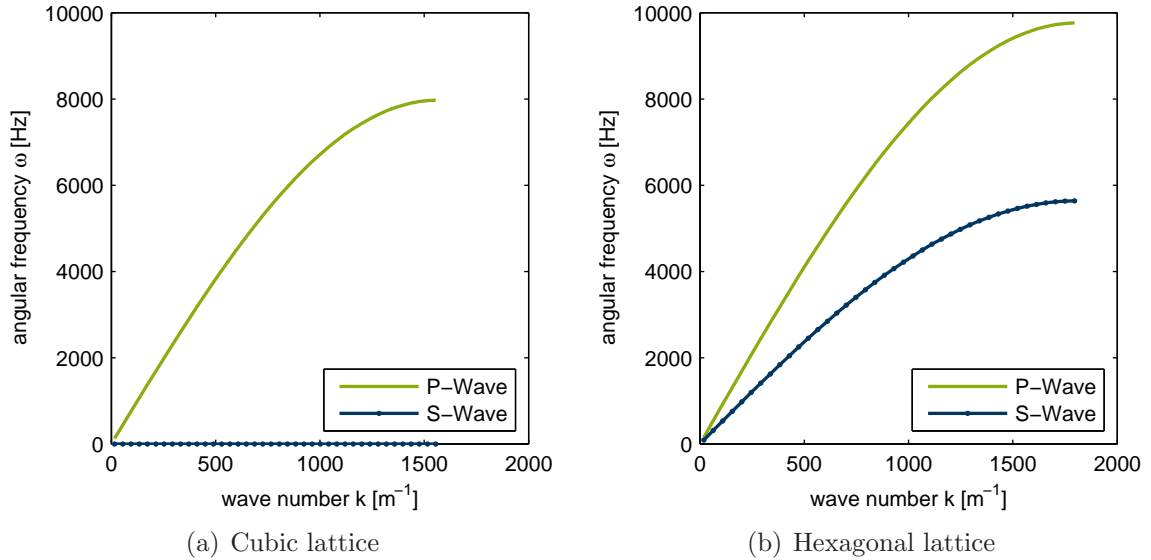 10000
8000
6000
4000
2000
0
angular frequency ω [Hz]
0 500 1000 1500 2000
wave number k [m⁻¹]
P−Wave
S−Wave
(a) Cubic lattice
10000
8000
6000
4000
2000
0
angular frequency ω [Hz]
0 500 1000 1500 2000
wave number k [m⁻¹]
P−Wave
S−Wave
(b) Hexagonal lattice